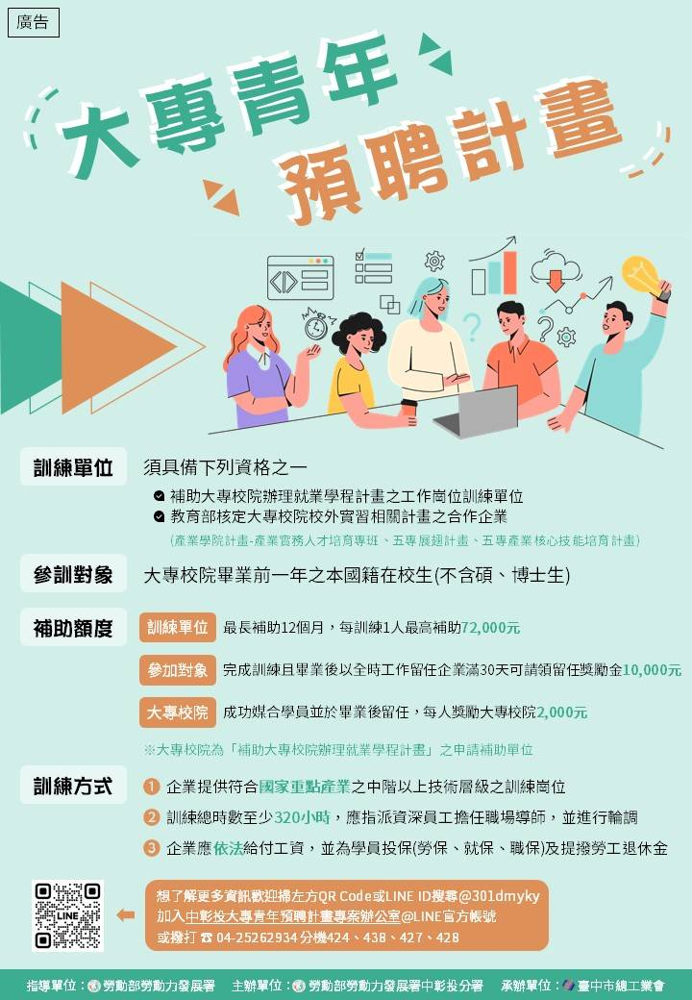 廣告
大專青年
預聘計畫
訓練單位
須具備下列資格之一
補助大專校院辦理就業學程計畫之工作崗位訓練單位
教育部核定大專校院校外實習相關計畫之合作企業
(產業學院計畫-產業實務人才培育專班、五專展翅計畫、五專產業核心技能培育計畫)
參訓對象
大專校院畢業前一年之本國籍在校生(不含碩、博士生)
補助額度
訓練單位 最長補助12個月，每訓練1人最高補助72,000元
參加對象 完成訓練且畢業後以全時工作留任企業滿30天可請領留任獎勵金10,000元
大專校院 成功媒合學員並於畢業後留任，每人獎勵大專校院2,000元
※大專校院為「補助大專校院辦理就業學程計畫」之申請補助單位
訓練方式
1 企業提供符合國家重點產業之中階以上技術層級之訓練崗位
2 訓練總時數至少320小時，應指派資深員工擔任職場導師，並進行輪調
3 企業應依法給付工資，並為學員投保(勞保、就保、職保)及提撥勞工退休金
LINE
想了解更多資訊歡迎掃左方QR Code或LINE ID搜尋@301dmyky
加入中彰投大專青年預聘計畫專案辦公室@LINE官方帳號
或撥打 ☎ 04-25262934分機424、438、427、428
指導單位：勞動部勞動力發展署 主辦單位：勞動部勞動力發展署中彰投分署 承辦單位：臺中市總工業會